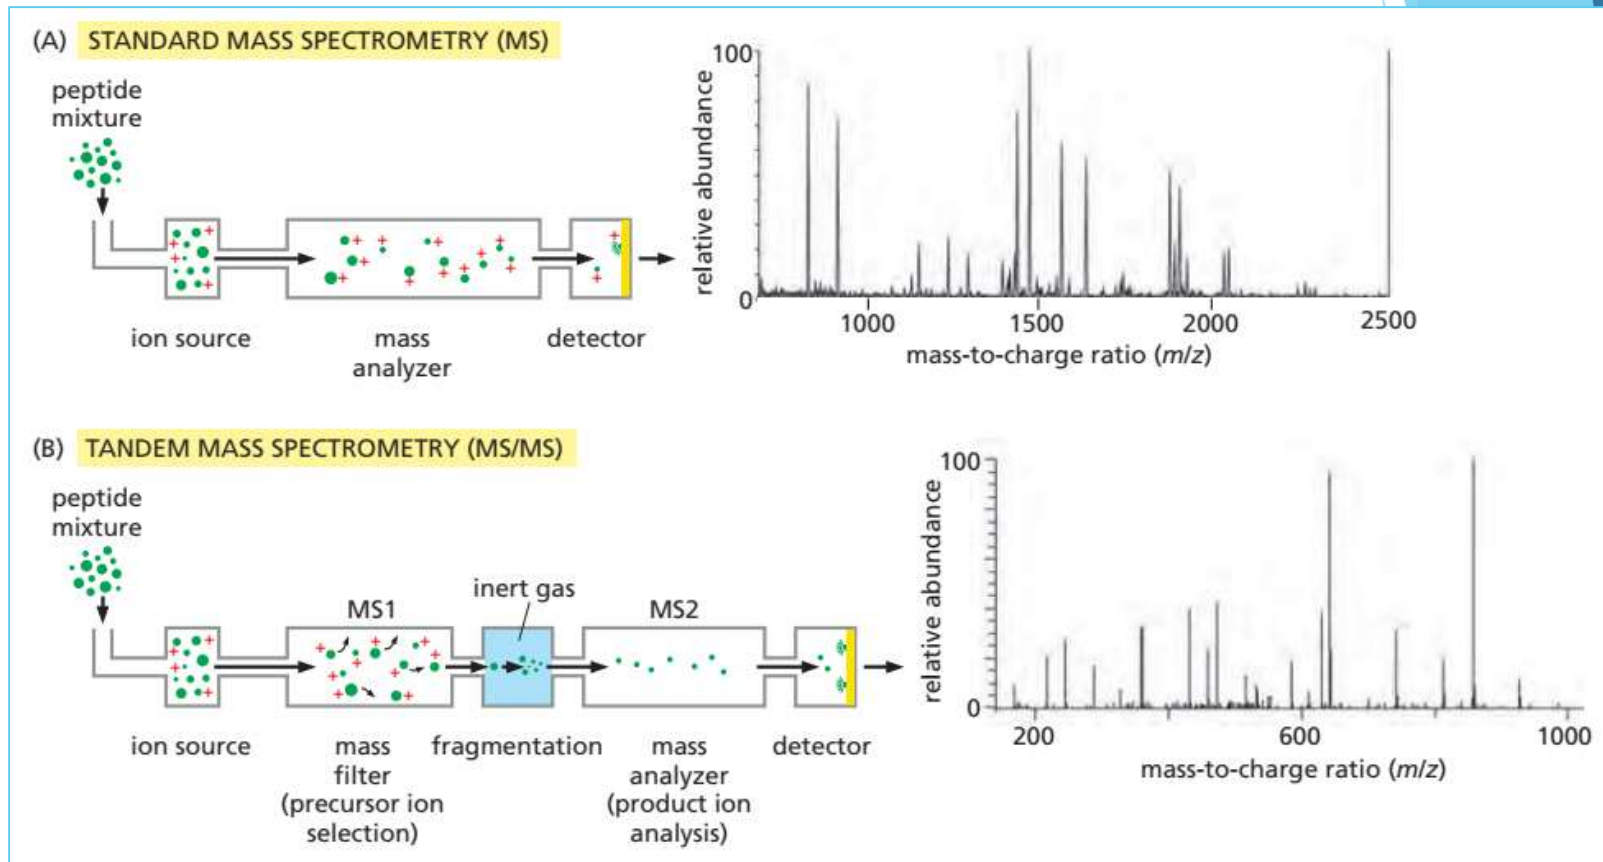 (A) STANDARD MASS SPECTROMETRY (MS)
peptide
mixture
+
ion source
mass
analyzer
detector
relative abundance
100
0
1000
1500
2000
2500
mass-to-charge ratio (m/z)
(B) TANDEM MASS SPECTROMETRY (MS/MS)
peptide
mixture
ion source
MS1
mass
filter
(precursor ion
selection)
inert gas
fragmentation
MS2
mass
analyzer
(product ion
analysis)
detector
relative abundance
100
0
200
600
1000
mass-to-charge ratio (m/z)